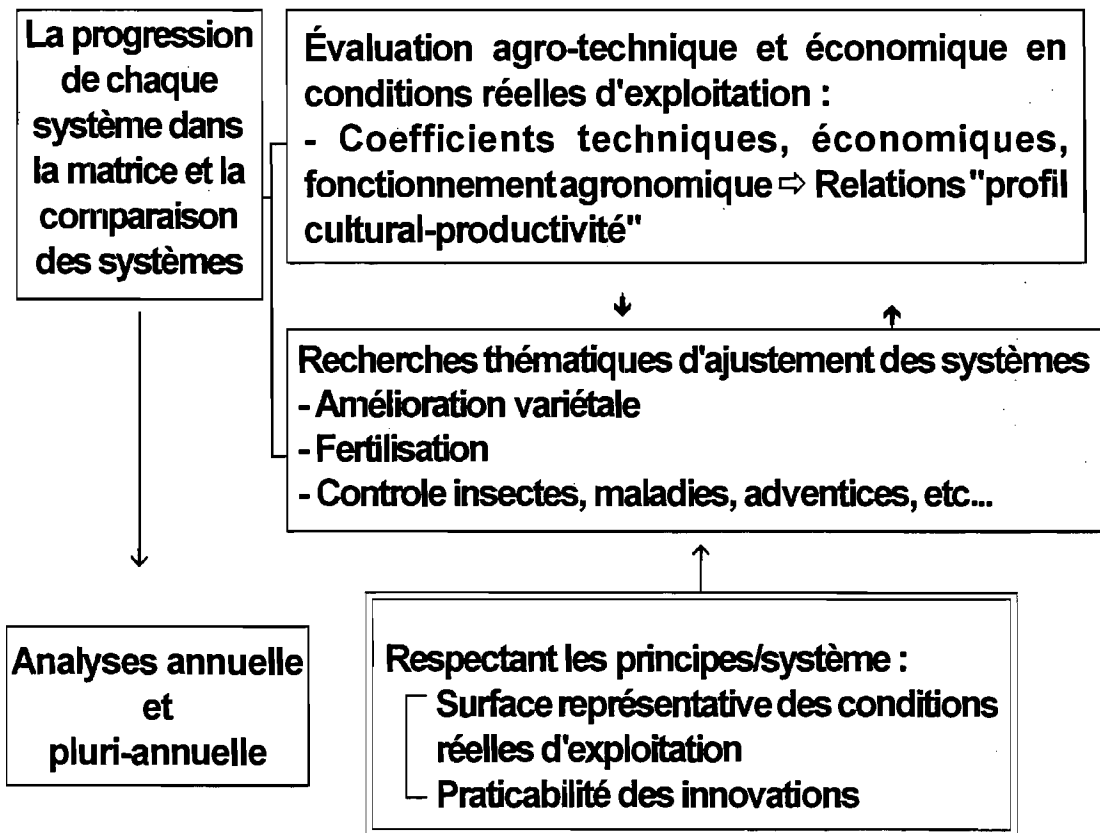 La progression
de chaque
système dans
la matrice et la
comparaison
des systèmes
Évaluation agro-technique et économique en
conditions réelles d'exploitation :
- Coefficients techniques, économiques,
fonctionnement agronomique ⇨ Relations "profil
cultural-productivité"
Recherches thématiques d'ajustement des systèmes
- Amélioration variétale
- Fertilisation
- Controle insectes, maladies, adventices, etc...
Analyses annuelle
et
pluri-annuelle
Respectant les principes/système :
Surface représentative des conditions
réelles d'exploitation
Praticabilité des innovations